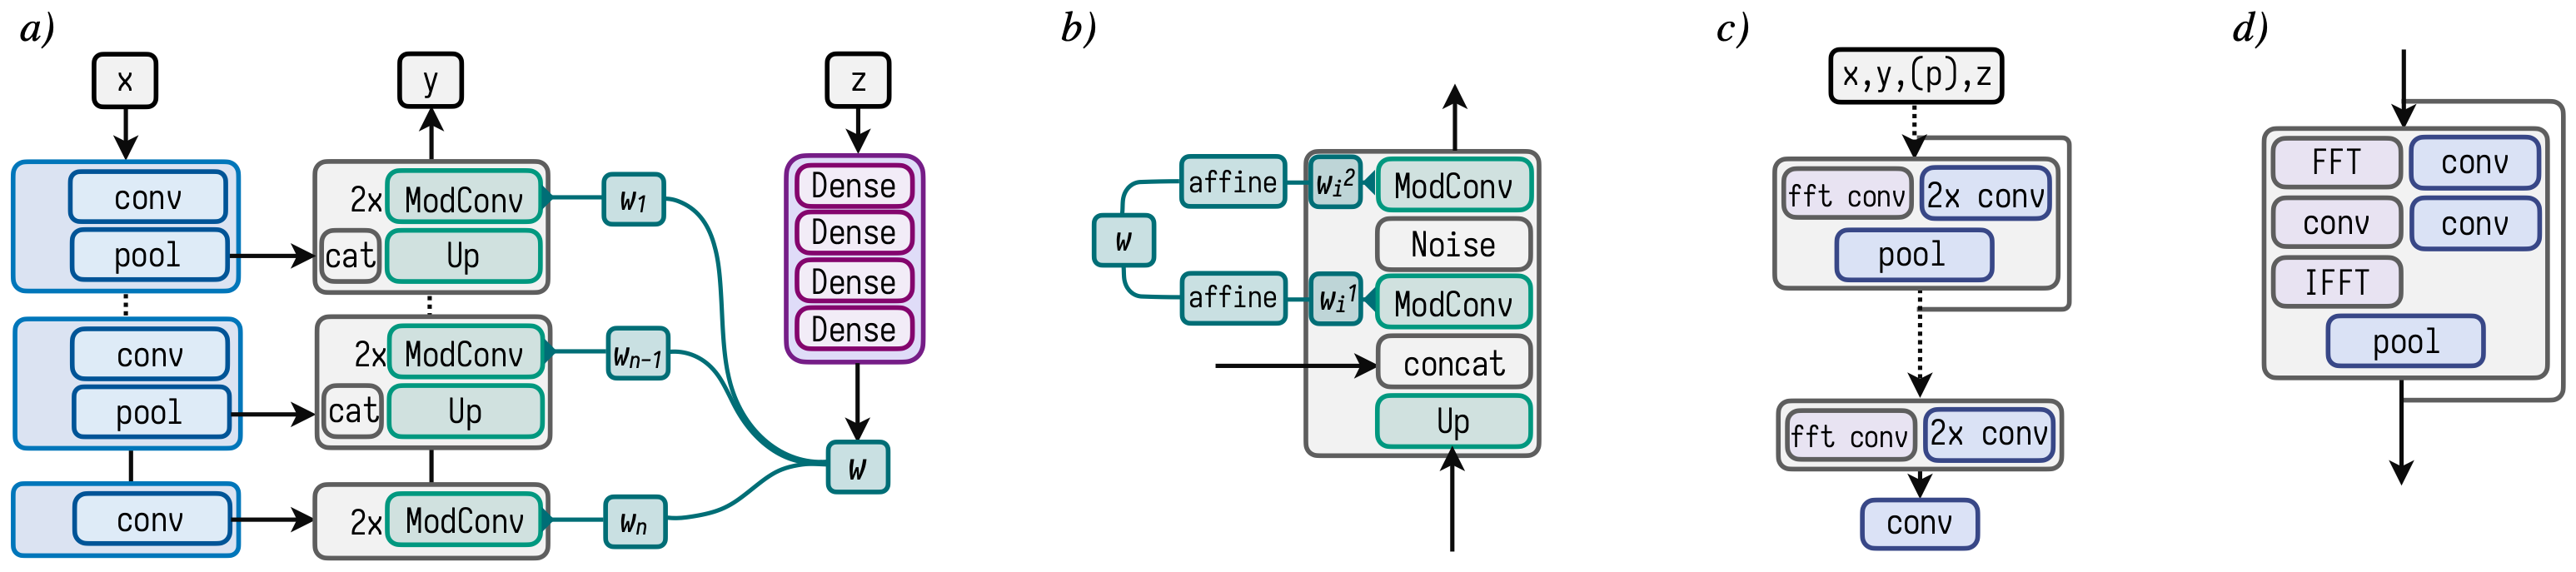 a)
x
y
z
conv
pool
2x ModConv
cat Up
w1
conv
pool
2x ModConv
cat Up
wn-1
conv
2x ModConv
wn
Dense
Dense
Dense
Dense
w
b)
w
affine
affine
wi2
ModConv
Noise
wi1
ModConv
concat
Up
c)
x,y,(p),z
fft conv 2x conv
pool
fft conv 2x conv
conv
d)
FFT conv
conv conv
IFFT
pool